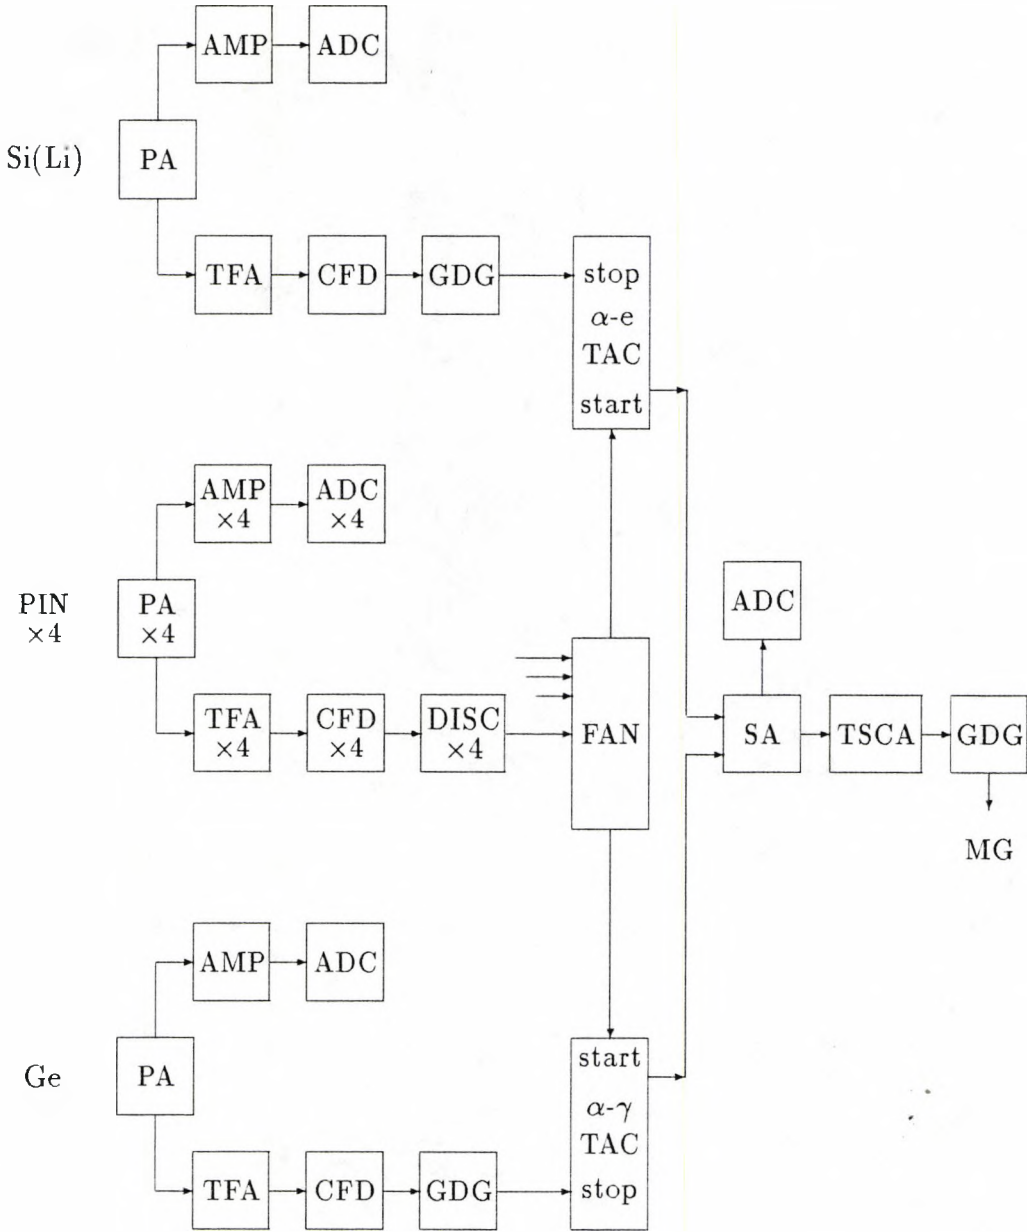 AMP
ADC
Si(Li)
PA
TFA
CFD
GDG
stop
α-e
TAC
start
AMP
×4
ADC
×4
PIN
×4
PA
×4
TFA
×4
CFD
×4
DISC
×4
FAN
ADC
SA
TSCA
GDG
MG
AMP
ADC
Ge
PA
TFA
CFD
GDG
start
α-γ
TAC
stop